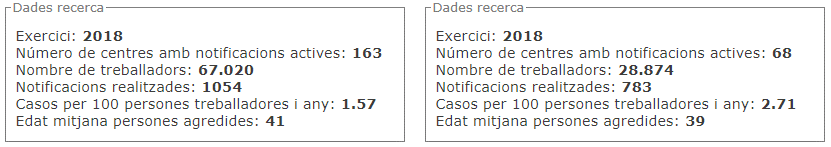 Dades recerca
Exercici: 2018
Número de centres amb notificacions actives: 163
Nombre de treballadors: 67.020
Notificacions realitzades: 1054
Casos per 100 persones treballadores i any: 1.57
Edat mitjana persones agredides: 41
Dades recerca
Exercici: 2018
Número de centres amb notificacions actives: 68
Nombre de treballadors: 28.874
Notificacions realitzades: 783
Casos per 100 persones treballadores i any: 2.71
Edat mitjana persones agredides: 39